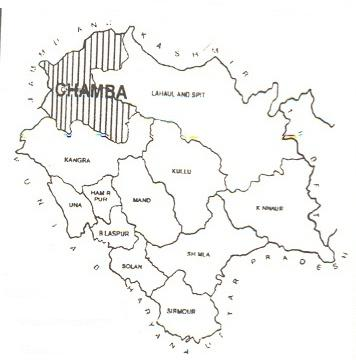 JAMMU AND KASHMIR
CHAMBA
LAHAUL AND SPIT
KANGRA
KULLU
HAM R
PUR
UNA
MAND
K NNAUR
B LASPUR
SH MLA
SOLAN
SIRMOUR
PUNJAB
HARYANA
UTTAR PRADESH
TIBET